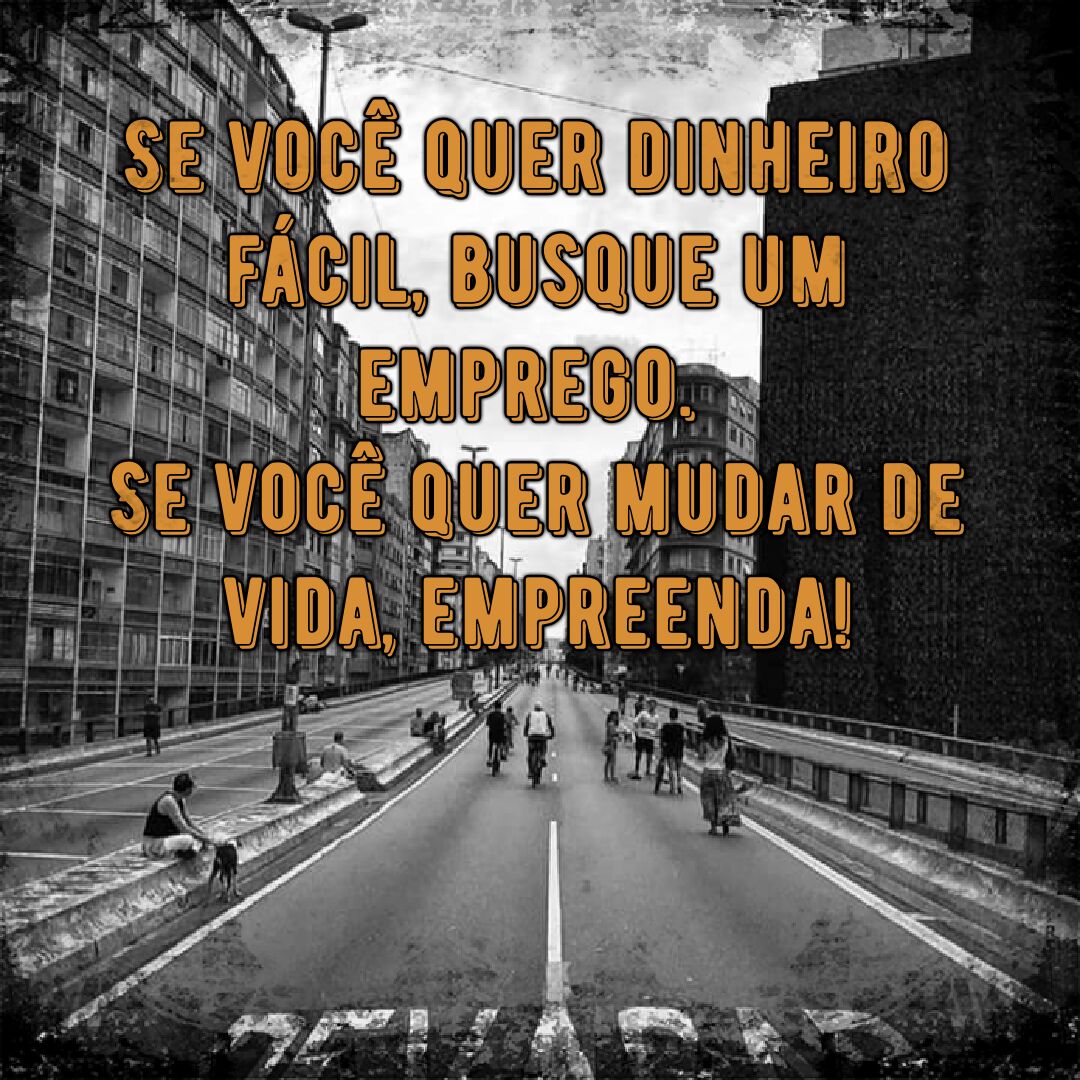 SE VOCÊ QUER DINHEIRO
FÁCIL, BUSQUE UM
EMPREGO.
SE VOCÊ QUER MUDAR DE
VIDA, EMPREENDA!